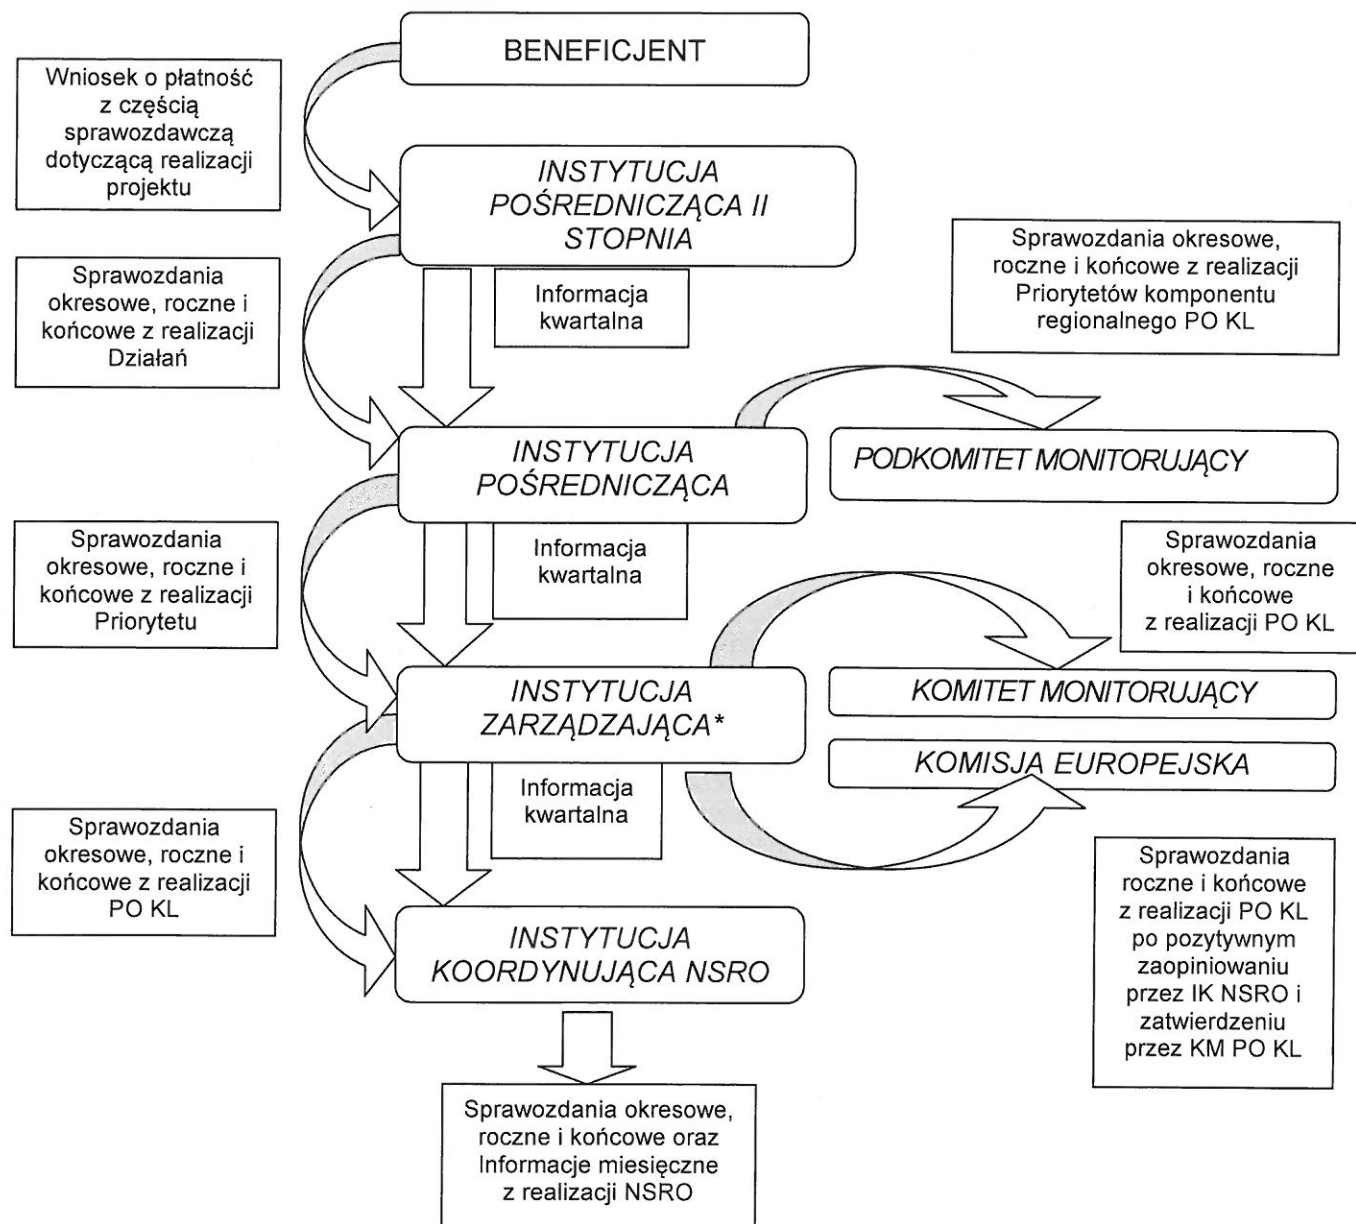 BENEFICJENT
Wniosek o płatność
z częścią
sprawozdawczą
dotyczącą realizacji
projektu
INSTYTUCJA
POŚREDNICZĄCA II
STOPNIA
Sprawozdania okresowe,
roczne i końcowe z realizacji
Priorytetów komponentu
regionalnego PO KL
Sprawozdania
okresowe, roczne i
końcowe z realizacji
Działań
Informacja
kwartalna
INSTYTUCJA
POŚREDNICZĄCA
PODKOMITET MONITORUJĄCY
Sprawozdania
okresowe, roczne i
końcowe z realizacji
Priorytetu
Informacja
kwartalna
Sprawozdania
okresowe, roczne
i końcowe
z realizacji PO KL
INSTYTUCJA
ZARZĄDZAJĄCA*
KOMITET MONITORUJĄCY
KOMISJA EUROPEJSKA
Informacja
kwartalna
Sprawozdania
okresowe, roczne i
końcowe z realizacji
PO KL
Sprawozdania
roczne i końcowe
z realizacji PO KL
po pozytywnym
zaopiniowaniu
przez IK NSRO i
zatwierdzeniu
przez KM PO KL
INSTYTUCJA
KOORDYNUJĄCA NSRO
Sprawozdania okresowe,
roczne i końcowe oraz
Informacje miesięczne
z realizacji NSRO